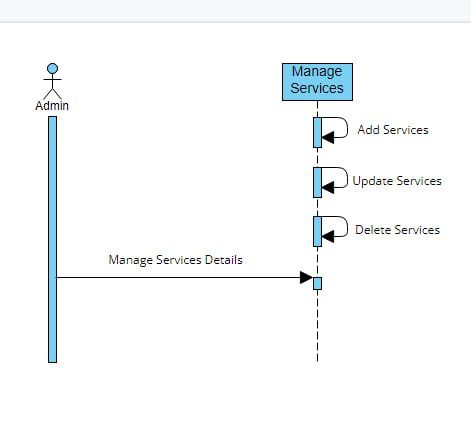 Manage
Services
Admin
Add Services
Update Services
Delete Services
Manage Services Details